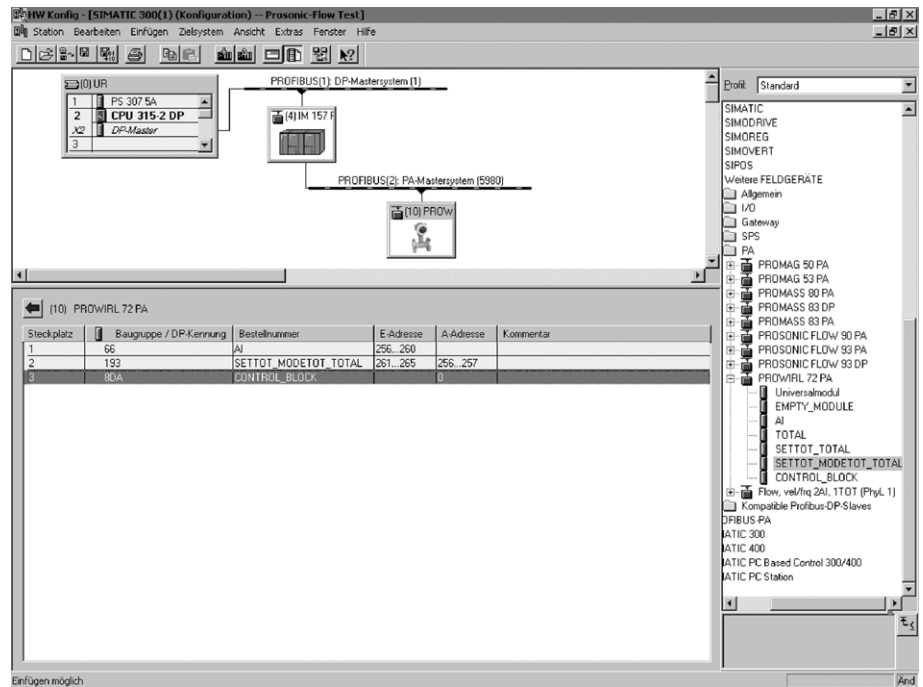 HW Konfig - [SIMATIC 300(1) (Konfiguration) -- Prosonic-Flow Test]
Station Bearbeiten Einfügen Zielsystem Ansicht Extras Fenster Hilfe
(0) UR
1 PS 307 5A
2 CPU 315-2 DP
X2 DP-Master
3
PROFIBUS(1): DP-Mastersystem (1)
(4) IM 157 F
PROFIBUS(2): PA-Mastersystem (5980)
(10) PROW
(10) PROWIRL 72 PA
Steckplatz Baugruppe / DP-Kennung Bestellnummer E-Adresse A-Adresse Kommentar
1 66 AI 256...260
2 193 SETTOT_MODETOT_TOTAL 261...265 256...257
3 8DA CONTROL_BLOCK 0
Profil: Standard
SIMATIC
SIMODRIVE
SIMOREG
SIMOVERT
SIPOS
Weitere FELDGERÄTE
Allgemein
I/O
Gateway
SPS
PA
PROMAG 50 PA
PROMAG 53 PA
PROMASS 80 PA
PROMASS 83 DP
PROMASS 83 PA
PROSONIC FLOW 90 PA
PROSONIC FLOW 93 PA
PROSONIC FLOW 93 DP
PROWIRL 72 PA
Universalmodul
EMPTY_MODULE
AI
TOTAL
SETTOT_TOTAL
SETTOT_MODETOT_TOTAL
CONTROL_BLOCK
Flow, vel/frq 2AI, 1TOT (PhyL 1)
Kompatible Profibus-DP-Slaves
OFIBUS-PA
IATIC 300
IATIC 400
IATIC PC Based Control 300/400
IATIC PC Station
Einfügen möglich
Änd